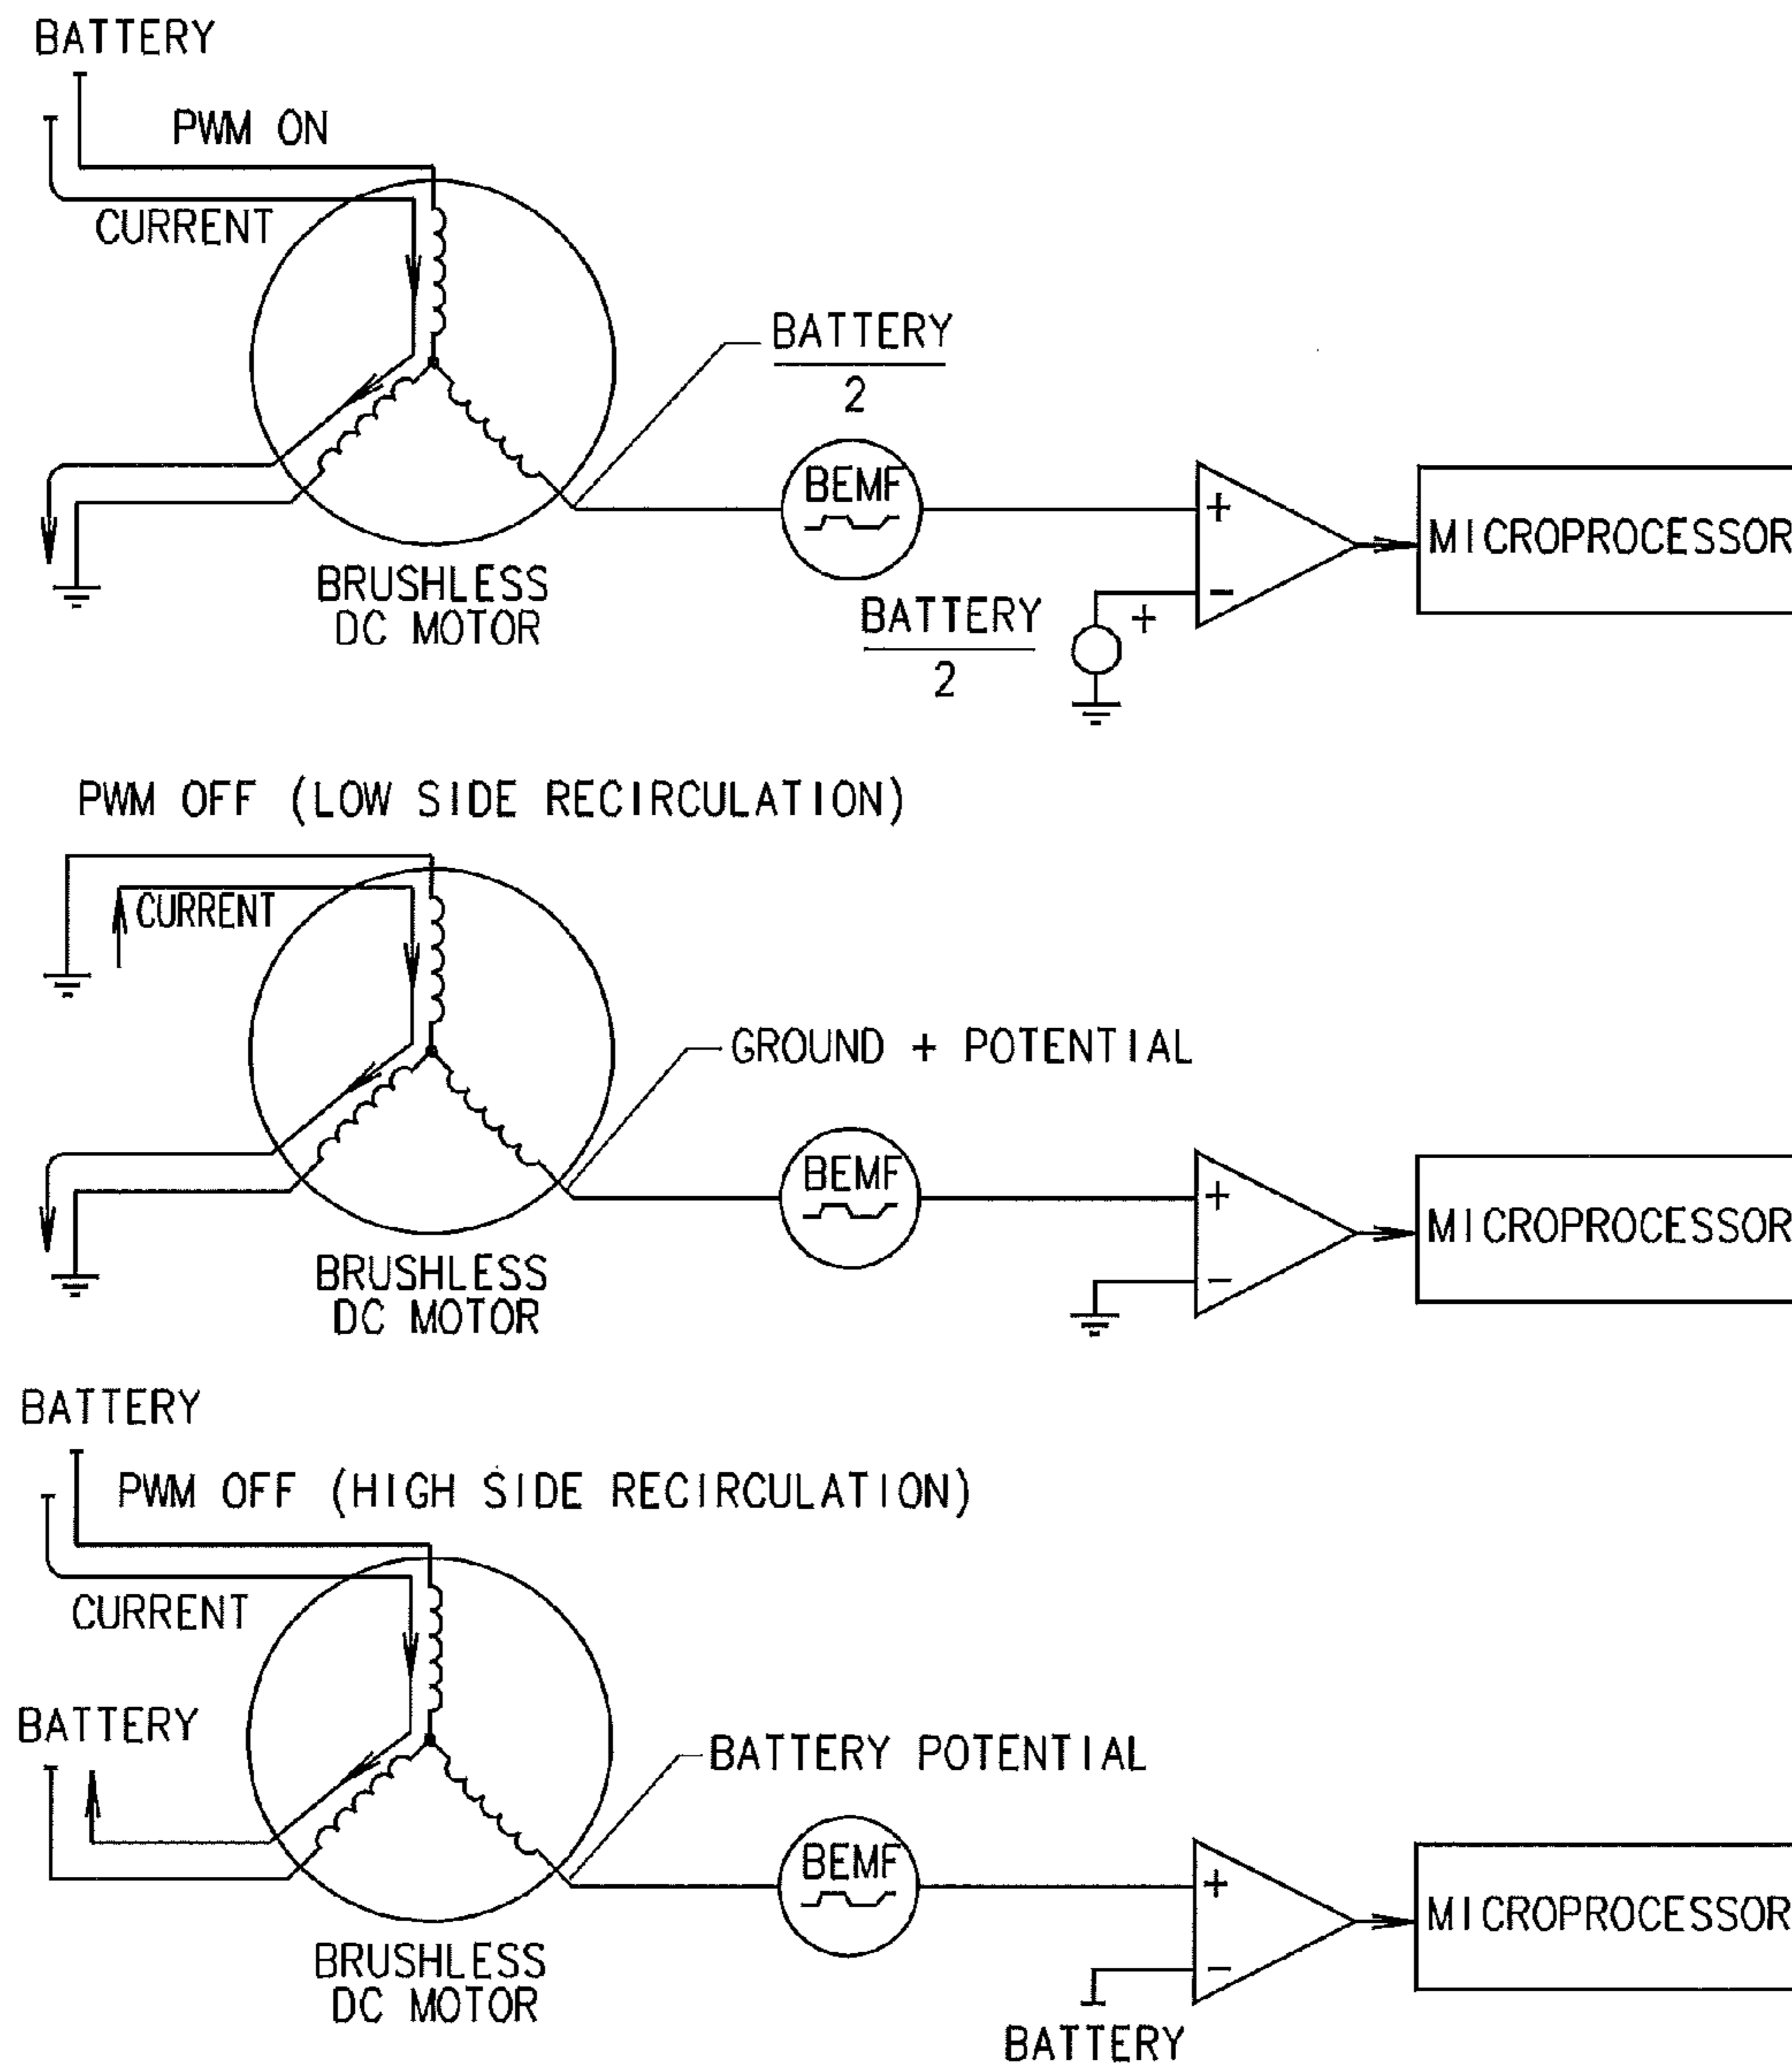 BATTERY
PWM ON
CURRENT
BATTERY
2
BEMF
+
-
MICROPROCESSOR
BRUSHLESS
DC MOTOR
BATTERY
2
+
PWM OFF (LOW SIDE RECIRCULATION)
CURRENT
GROUND + POTENTIAL
BEMF
+
-
MICROPROCESSOR
BRUSHLESS
DC MOTOR
BATTERY
PWM OFF (HIGH SIDE RECIRCULATION)
CURRENT
BATTERY
BATTERY POTENTIAL
BEMF
+
-
MICROPROCESSOR
BRUSHLESS
DC MOTOR
BATTERY